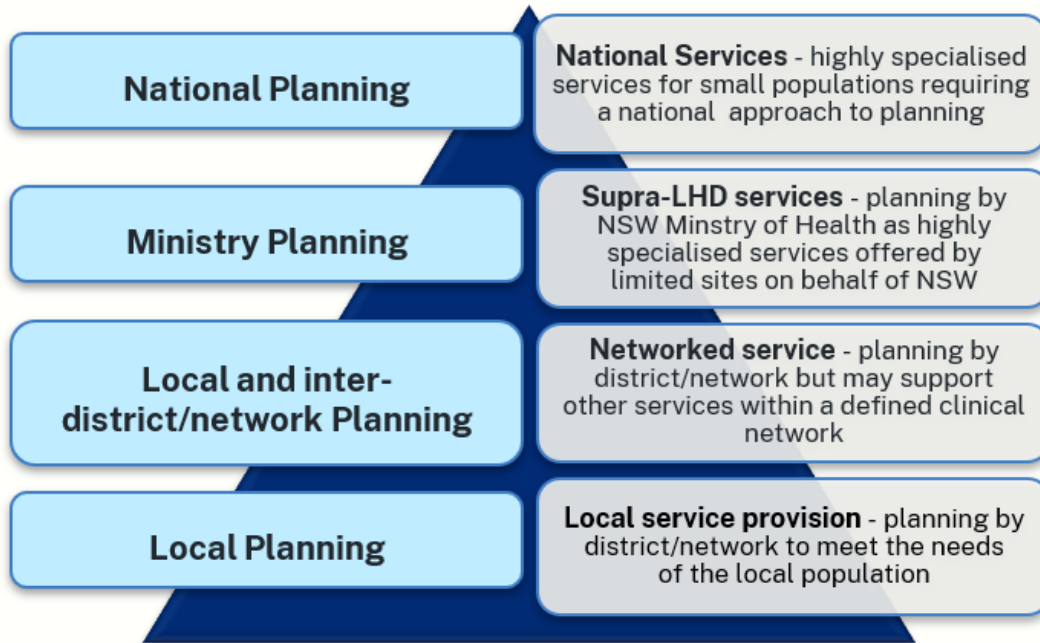 National Planning
National Services - highly specialised
services for small populations requiring
a national approach to planning
Ministry Planning
Supra-LHD services - planning by
NSW Minstry of Health as highly
specialised services offered by
limited sites on behalf of NSW
Local and inter-
district/network Planning
Networked service - planning by
district/network but may support
other services within a defined clinical
network
Local Planning
Local service provision - planning by
district/network to meet the needs
of the local population